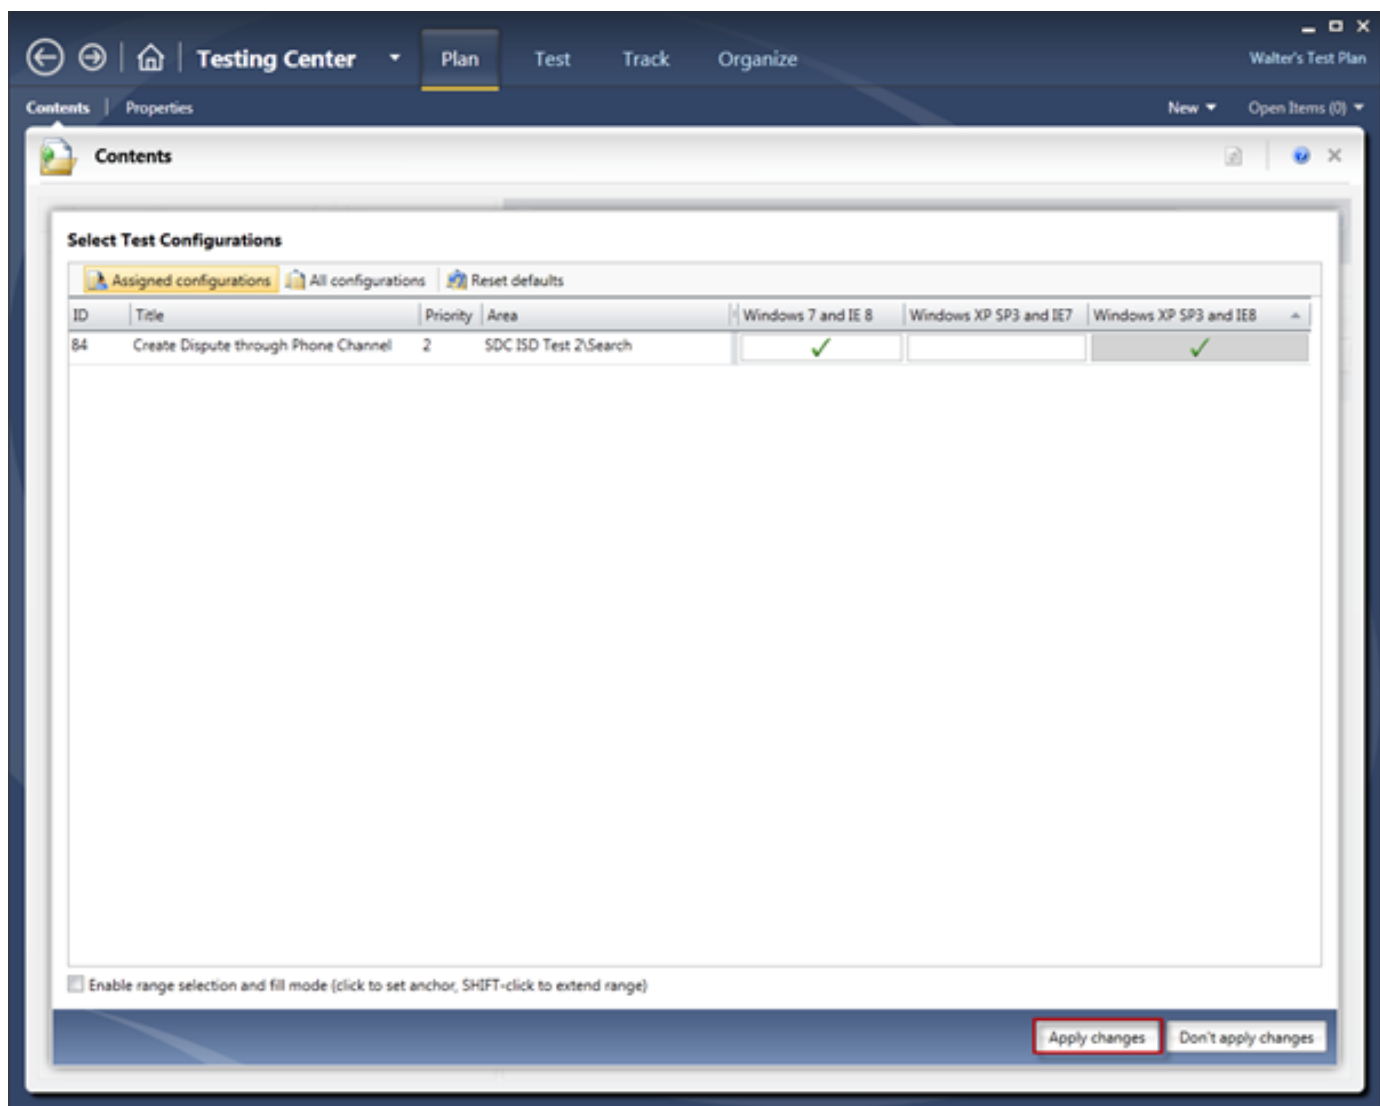 Testing Center Plan Test Track Organize Walter's Test Plan
Contents Properties New Open Items (0)
Contents
Select Test Configurations
Assigned configurations All configurations Reset defaults
ID Title Priority Area Windows 7 and IE 8 Windows XP SP3 and IE7 Windows XP SP3 and IE8
84 Create Dispute through Phone Channel 2 SDC ISD Test 2\Search
Enable range selection and fill mode (click to set anchor, SHIFT-click to extend range)
Apply changes Don't apply changes